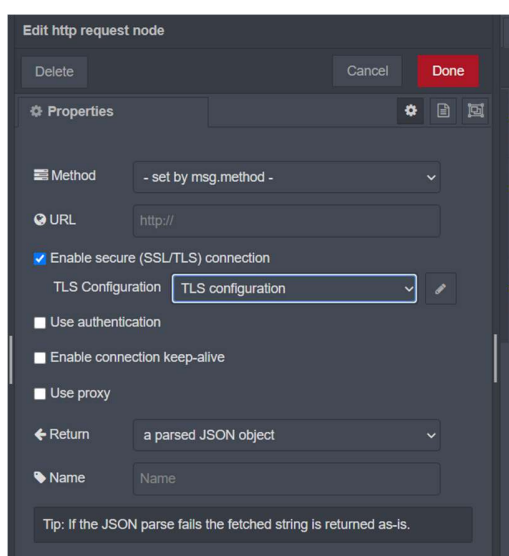 Edit http request node
Delete Cancel Done
Properties
Method - set by msg.method -
URL http://
Enable secure (SSL/TLS) connection
TLS Configuration TLS configuration
Use authentication
Enable connection keep-alive
Use proxy
Return a parsed JSON object
Name Name
Tip: If the JSON parse fails the fetched string is returned as-is.